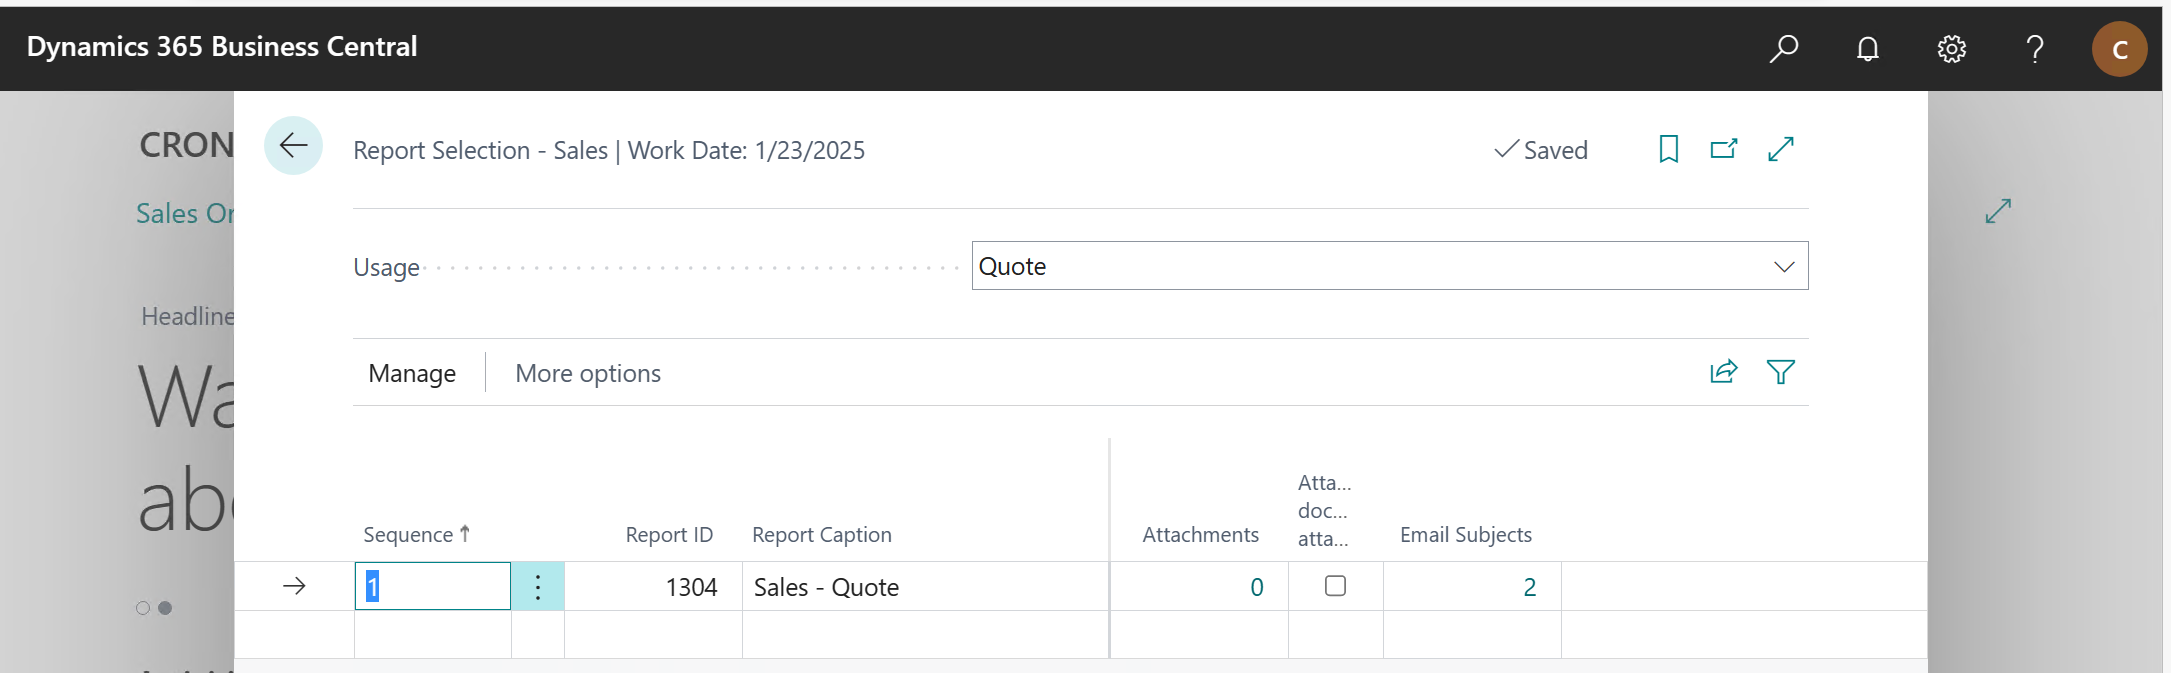 Dynamics 365 Business Central
C
CRON
Report Selection - Sales | Work Date: 1/23/2025
Saved
Sales Or
Usage
Quote
Headline
Manage
More options
Wa
abo
Sequence
Report ID
Report Caption
Attachments
Atta...
doc...
atta...
Email Subjects
1
1304
Sales - Quote
0
2